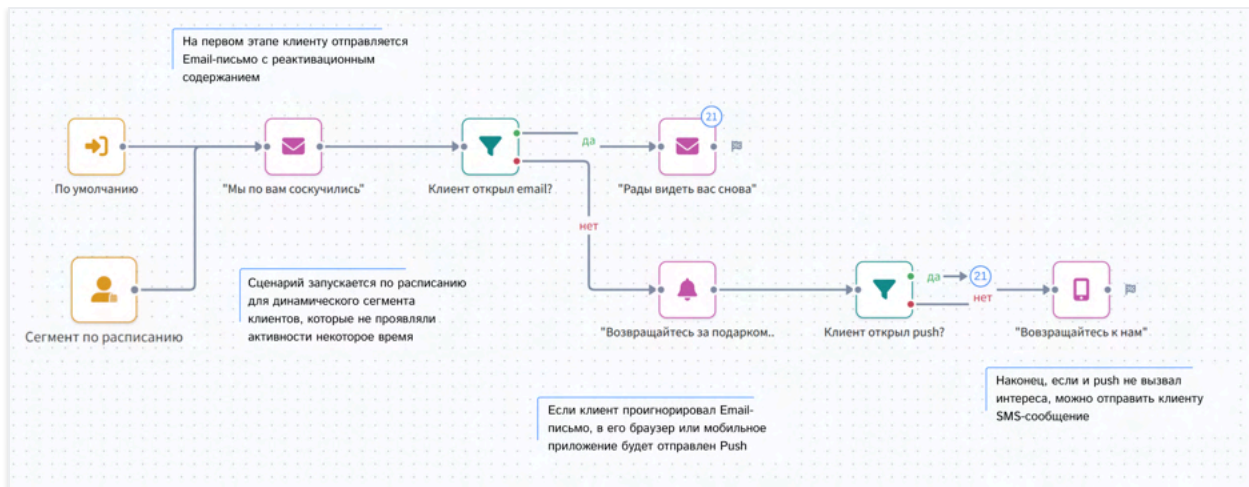 На первом этапе клиенту отправляется
Email-письмо с реактивационным
содержанием
21
да
По умолчанию
"Мы по вам соскучились"
Клиент открыл email?
"Рады видеть вас снова"
нет
Сценарий запускается по расписанию
для динамического сегмента
клиентов, которые не проявляли
активности некоторое время
да
21
нет
Сегмент по расписанию
"Возвращайтесь за подарком..
Клиент открыл push?
"Вовзращайтесь к нам"
Если клиент проигнорировал Email-
письмо, в его браузер или мобильное
приложение будет отправлен Push
Наконец, если и push не вызвал
интереса, можно отправить клиенту
SMS-сообщение